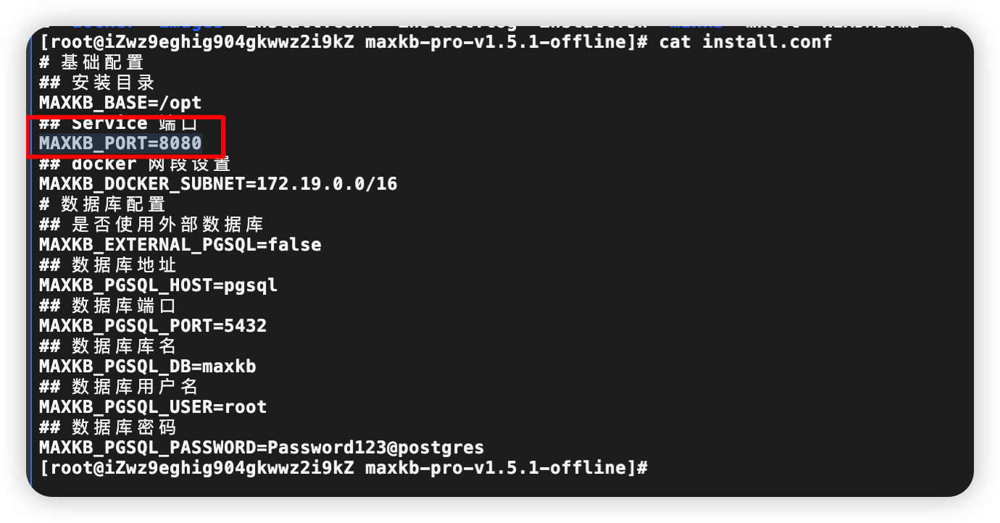 [root@iZwz9eghig904gkwwz2i9kZ maxkb-pro-v1.5.1-offline]# cat install.conf
# 基础配置
## 安装目录
MAXKB_BASE=/opt
## Service 端口
MAXKB_PORT=8080
## docker 网段设置
MAXKB_DOCKER_SUBNET=172.19.0.0/16
# 数据库配置
## 是否使用外部数据库
MAXKB_EXTERNAL_PGSQL=false
## 数据库地址
MAXKB_PGSQL_HOST=pgsql
## 数据库端口
MAXKB_PGSQL_PORT=5432
## 数据库库名
MAXKB_PGSQL_DB=maxkb
## 数据库用户名
MAXKB_PGSQL_USER=root
## 数据库密码
MAXKB_PGSQL_PASSWORD=Password123@postgres
[root@iZwz9eghig904gkwwz2i9kZ maxkb-pro-v1.5.1-offline]#